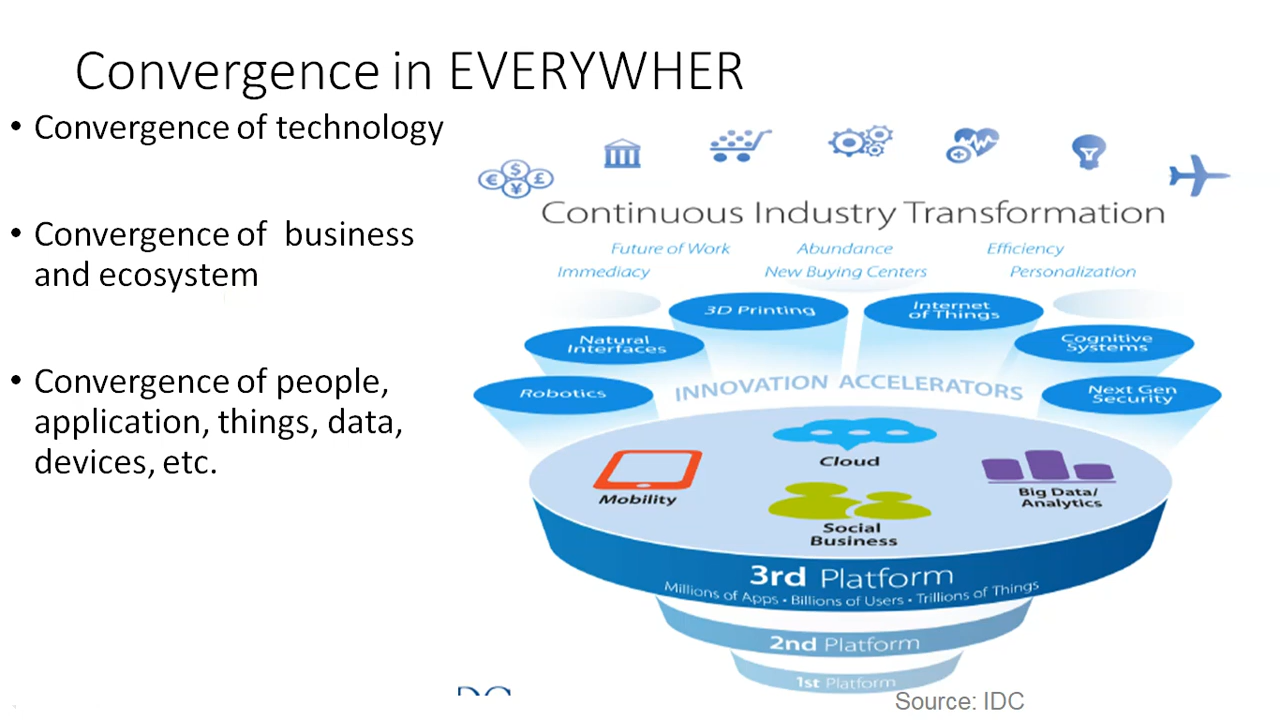 Convergence in EVERYWHER
• Convergence of technology
• Convergence of  business
and ecosystem
• Convergence of people,
application, things, data,
devices, etc.
€ $ ¥ £
Continuous Industry Transformation
Future of Work Abundance Efficiency
Immediacy New Buying Centers Personalization
3D Printing
Internet
of Things
Natural
Interfaces
Cognitive
Systems
Robotics
INNOVATION ACCELERATORS
Next Gen
Security
Cloud
Mobility
Big Data/
Analytics
Social
Business
3rd Platform
Millions of Apps • Billions of Users • Trillions of Things
2nd Platform
1st Platform
Source: IDC